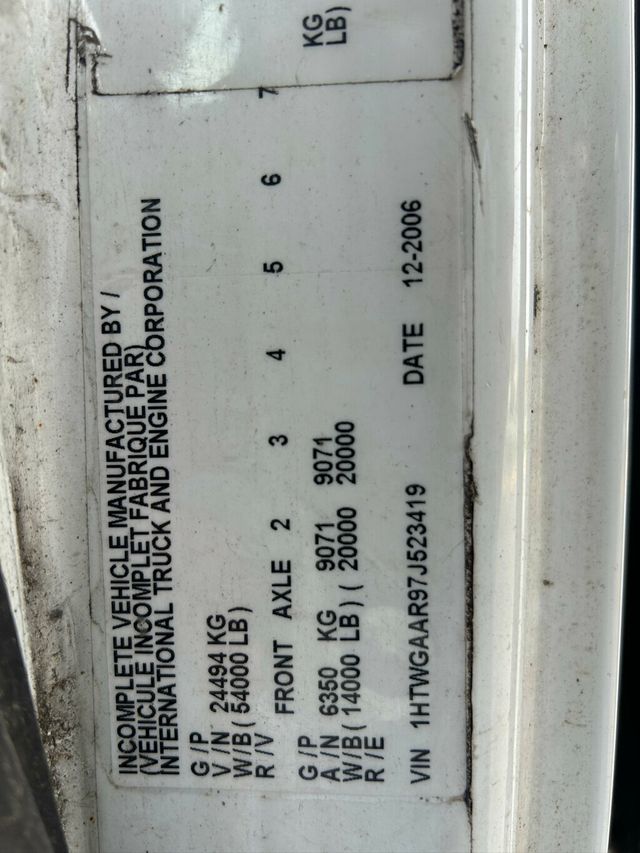 INCOMPLETE VEHICLE MANUFACTURED BY /
(VEHICULE INCOMPLET FABRIQUE PAR)
INTERNATIONAL TRUCK AND ENGINE CORPORATION
G /P
V /N 24494 KG
W/B ( 54000 LB)
R /V FRONT AXLE 2 3 4 5 6 7
G /P
A /N 6350 KG 9071 9071 KG
W/B ( 14000 LB) ( 20000 20000 LB)
R /E
VIN 1HTWGAAR97J523419 DATE 12-2006